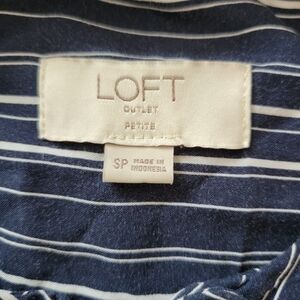 LOFT
OUTLET
PETITE
SP MADE IN
INDONESIA